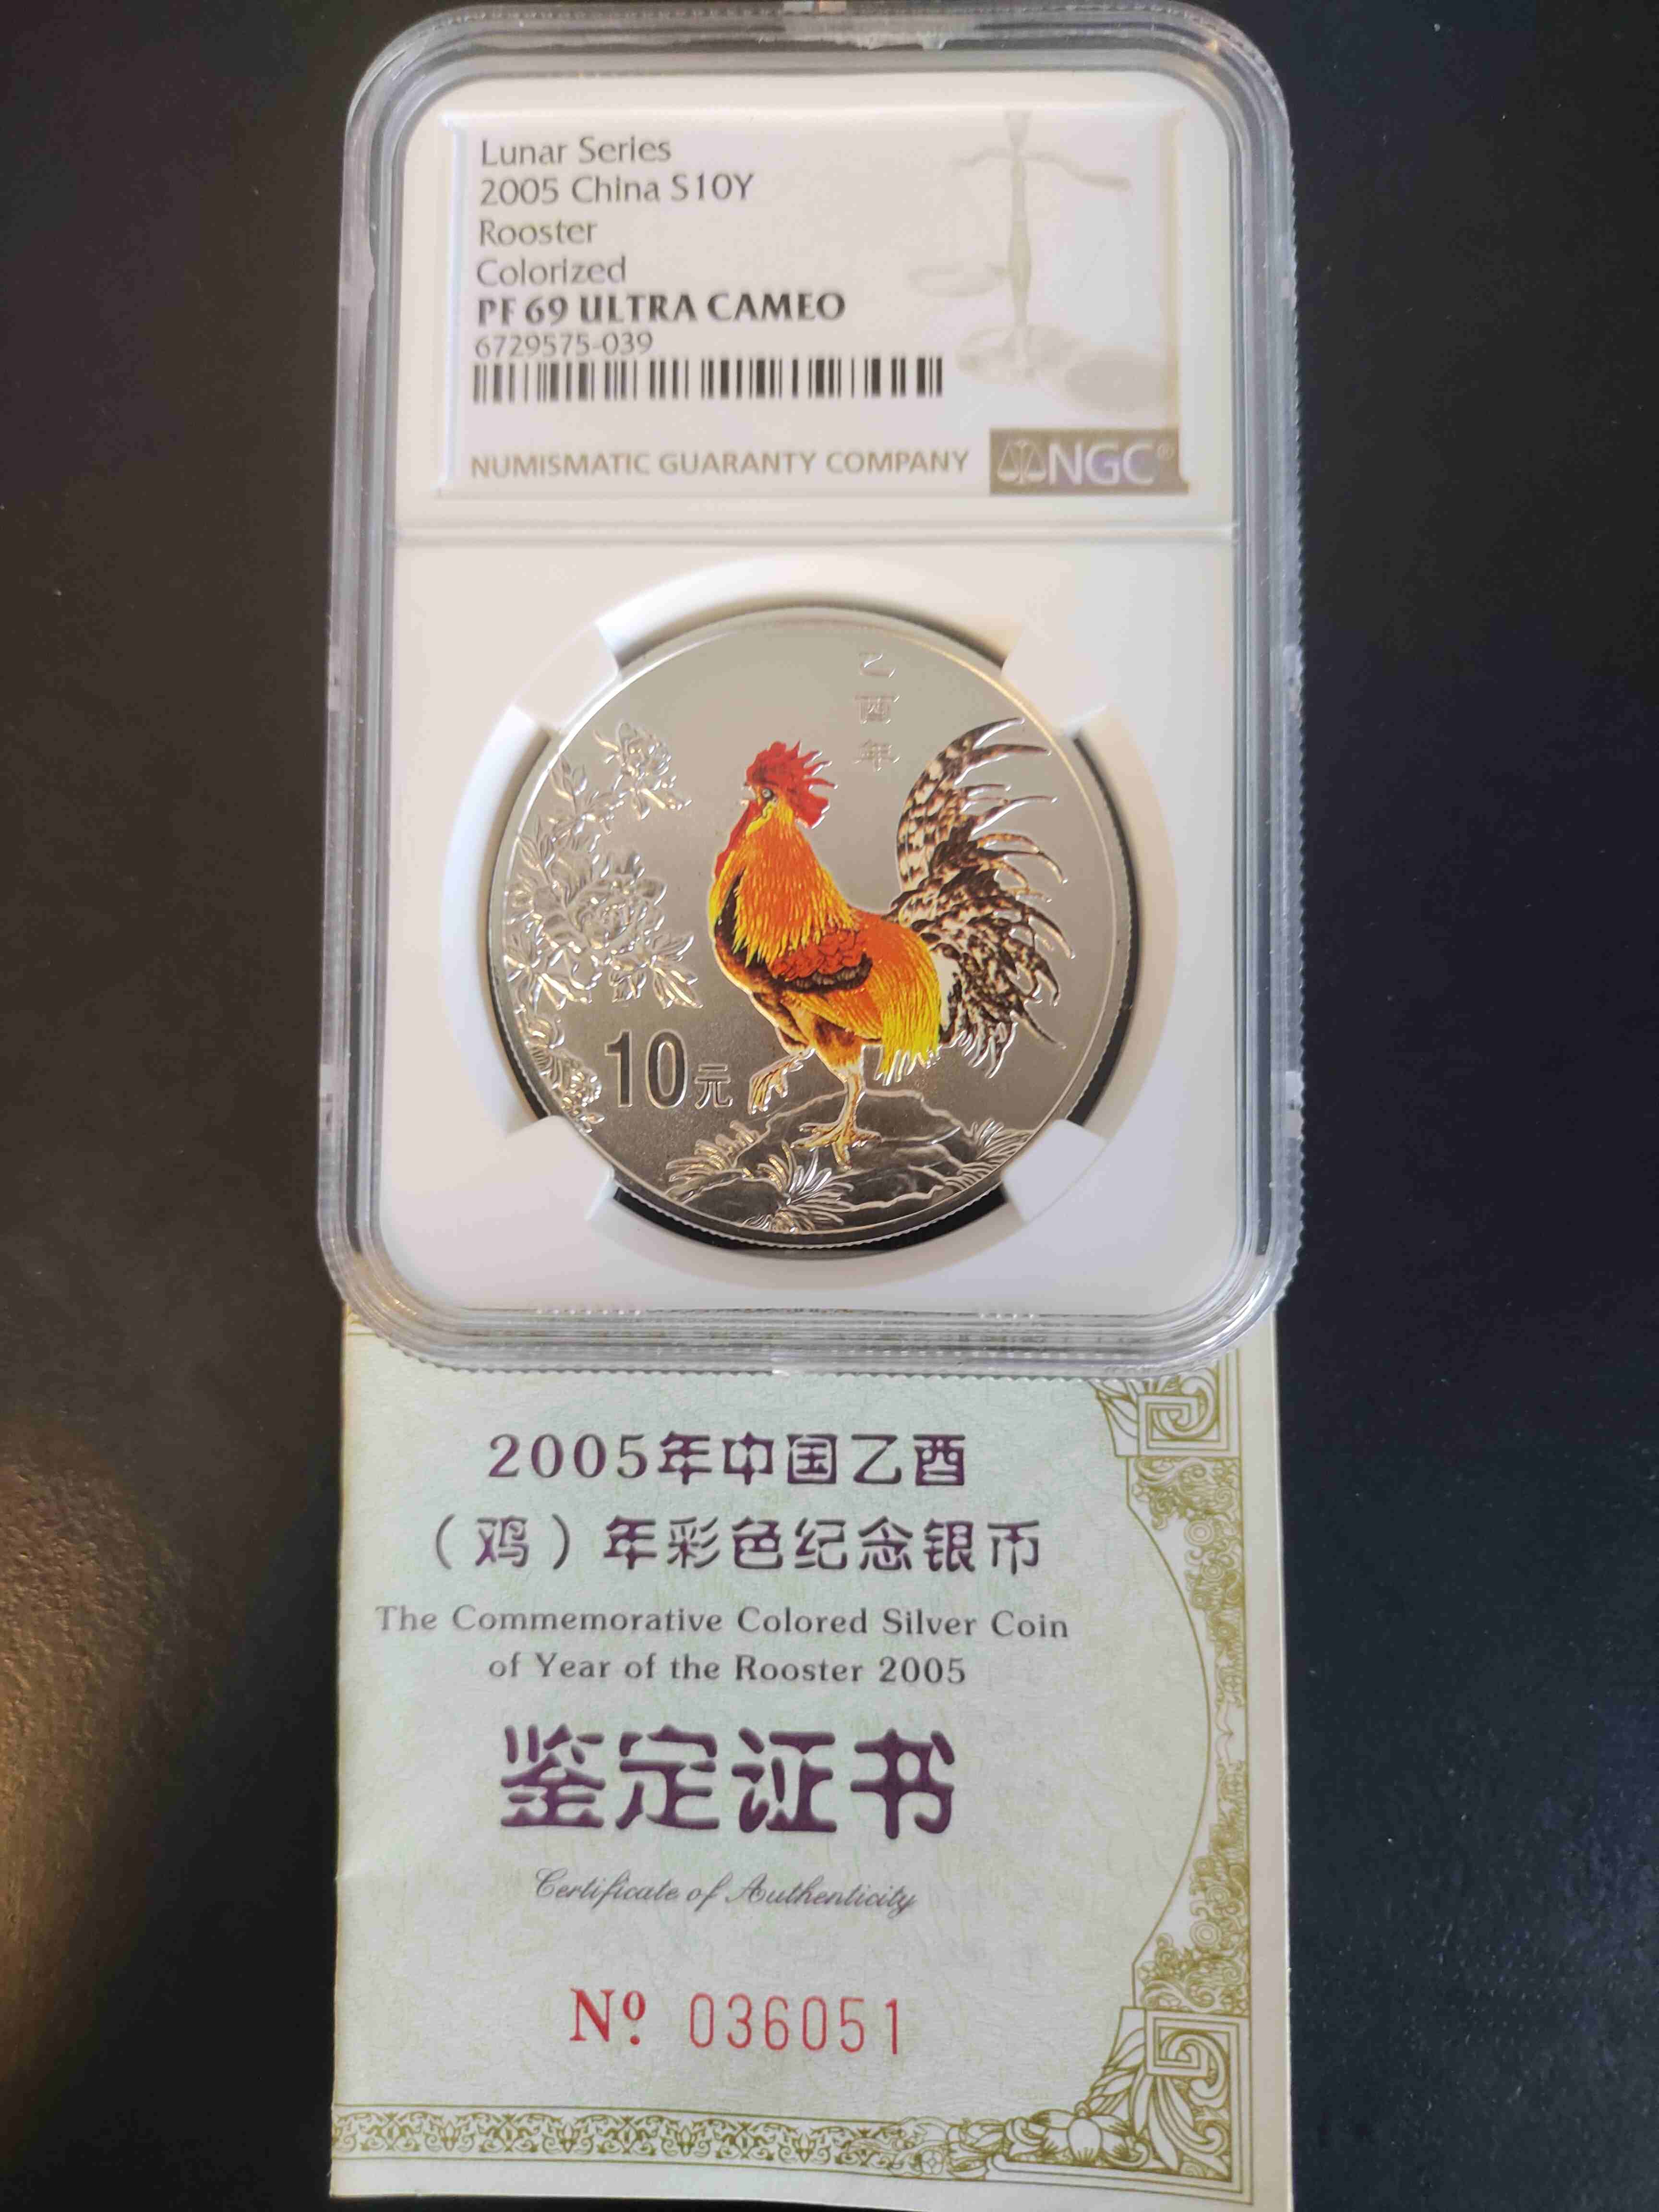 Lunar Series
2005 China S10Y
Rooster
Colorized
PF 69 ULTRA CAMEO
6729575-039
NUMISMATIC GUARANTY COMPANY NGC®
乙酉年
10元
2005年中国乙酉
（鸡）年彩色纪念银币
The Commemorative Colored Silver Coin
of Year of the Rooster 2005
鉴定证书
Certificate of Authenticity
Nº 036051